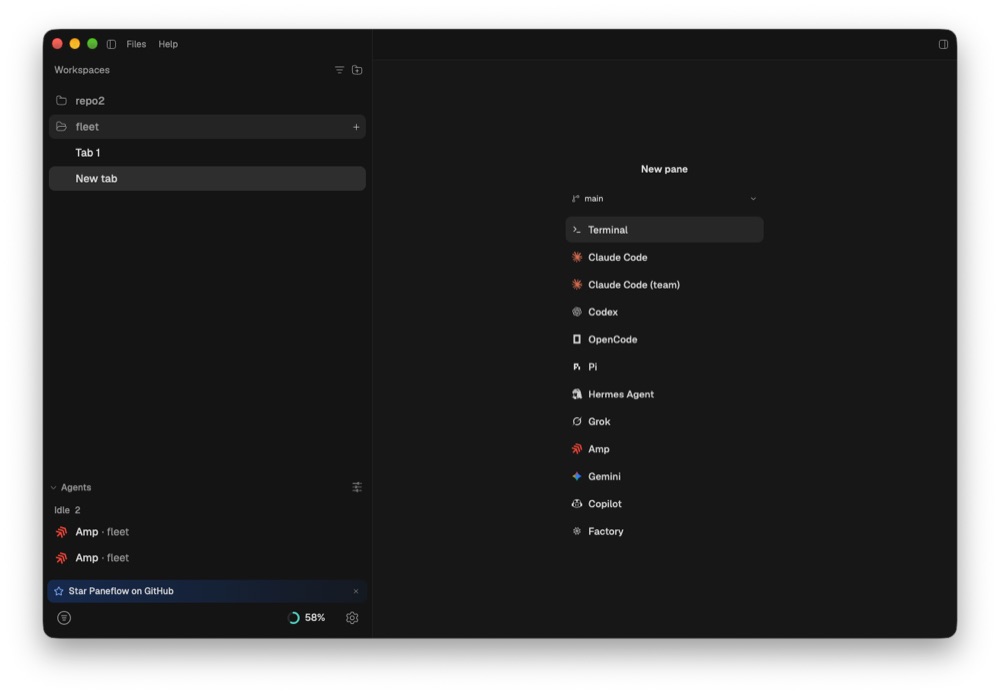 Files Help
Workspaces
repo2
fleet
Tab 1
New tab
Agents
Idle 2
Amp · fleet
Amp · fleet
Star Paneflow on GitHub
58%
New pane
main
Terminal
Claude Code
Claude Code (team)
Codex
OpenCode
Pi
Hermes Agent
Grok
Amp
Gemini
Copilot
Factory